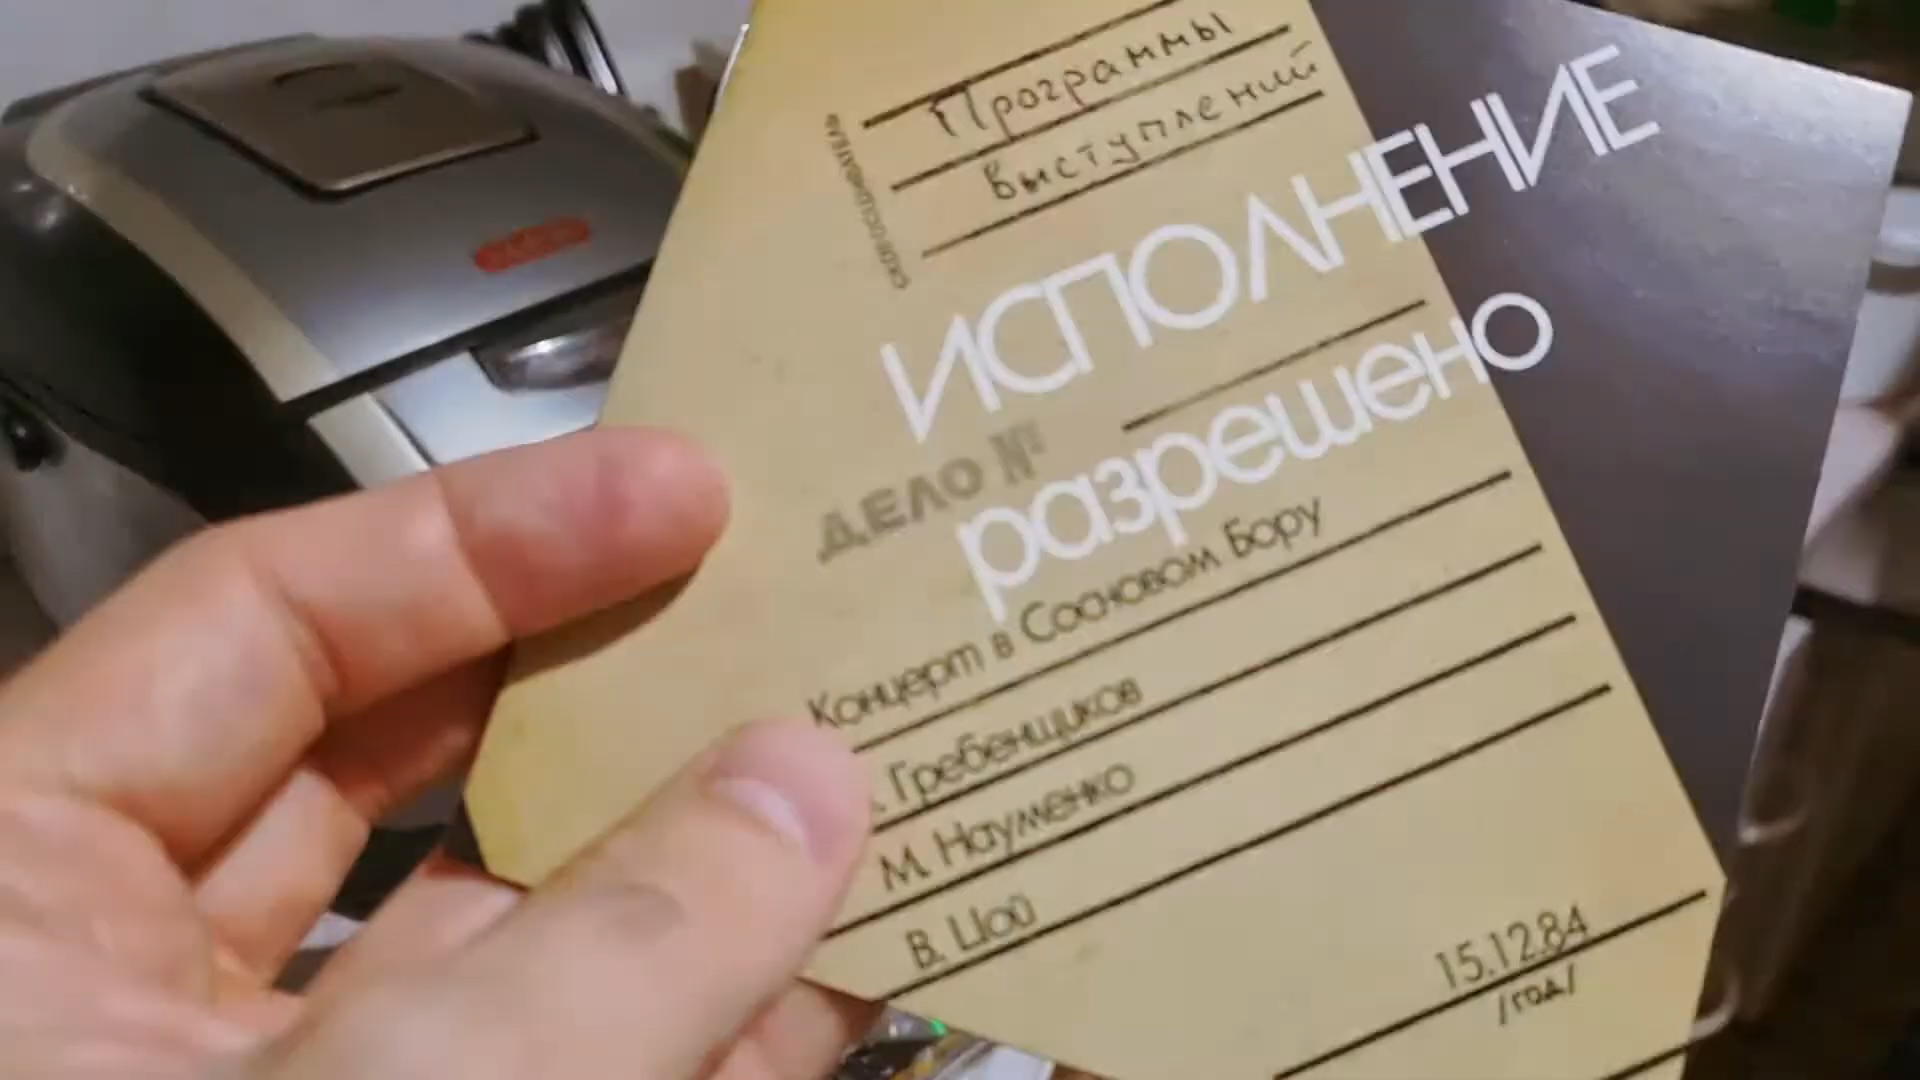 Программы
выступлений
ИСПОЛНЕНИЕ
разрешено
ДЕЛО №
Концерт в Сосновом Бору
Гребенщиков
М. Науменко
В. Цой
15.12.84
/год/